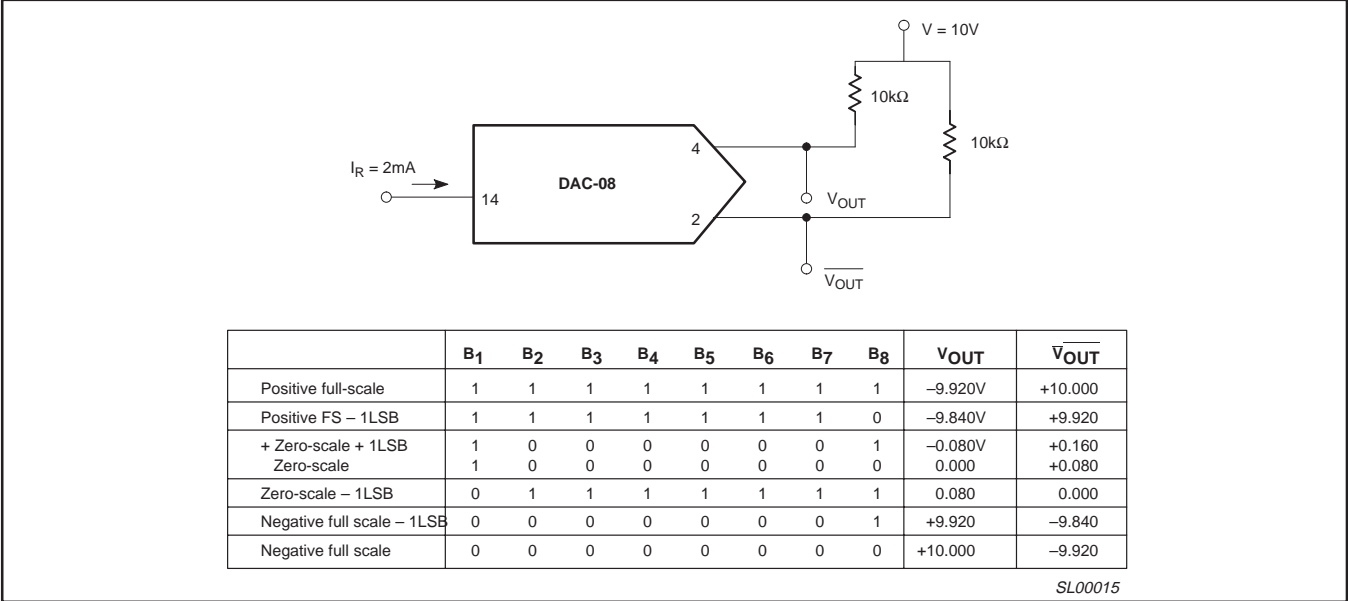 V = 10V
10kΩ
10kΩ
I_R = 2mA
4
DAC-08
14
V_OUT
2
V̅_O̅U̅T̅
B1 B2 B3 B4 B5 B6 B7 B8 VOUT V̅O̅U̅T̅
Positive full-scale 1 1 1 1 1 1 1 1 –9.920V +10.000
Positive FS – 1LSB 1 1 1 1 1 1 1 0 –9.840V +9.920
+ Zero-scale + 1LSB 1 0 0 0 0 0 0 1 –0.080V +0.160
Zero-scale 1 0 0 0 0 0 0 0 0.000 +0.080
Zero-scale – 1LSB 0 1 1 1 1 1 1 1 0.080 0.000
Negative full scale – 1LSB 0 0 0 0 0 0 0 1 +9.920 –9.840
Negative full scale 0 0 0 0 0 0 0 0 +10.000 –9.920
SL00015